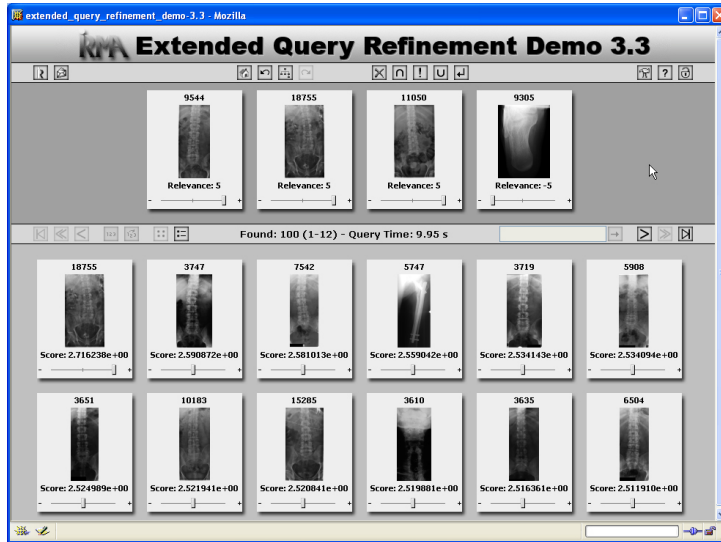 extended_query_refinement_demo-3.3 - Mozilla
IRMA Extended Query Refinement Demo 3.3
9544 18755 11050 9305
Relevance: 5 Relevance: 5 Relevance: 5 Relevance: -5
- + - + - + - +
Found: 100 (1-12) - Query Time: 9.95 s
18755 3747 7542 5747 3719 5908
Score: 2.716238e+00 Score: 2.590872e+00 Score: 2.581013e+00 Score: 2.559042e+00 Score: 2.534143e+00 Score: 2.534094e+00
- + - + - + - + - + - +
3651 10183 15285 3610 3635 6504
Score: 2.524989e+00 Score: 2.521941e+00 Score: 2.520841e+00 Score: 2.519881e+00 Score: 2.516361e+00 Score: 2.511910e+00
- + - + - + - + - + - +